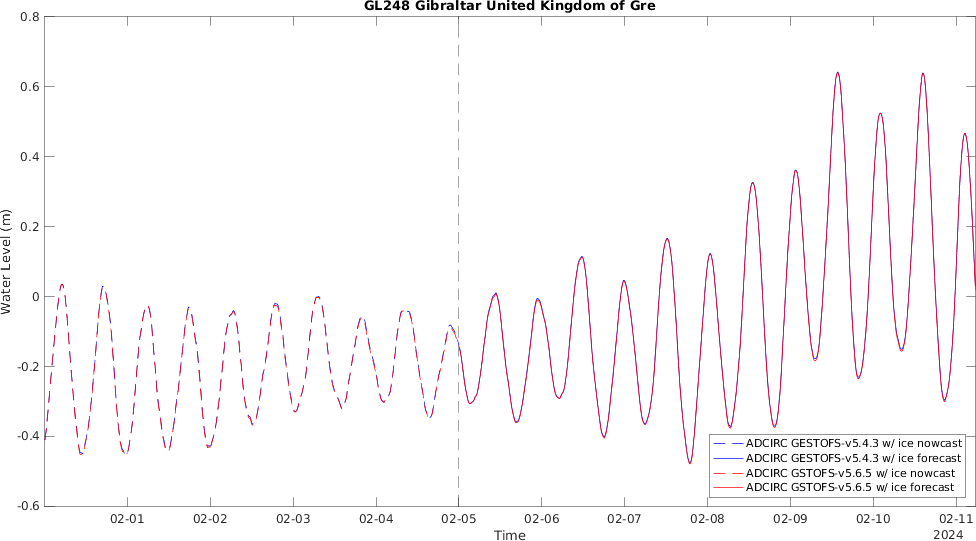 GL248 Gibraltar United Kingdom of Gre
0.8
0.6
0.4
0.2
0
-0.2
-0.4
-0.6
Water Level (m)
ADCIRC GESTOFS-v5.4.3 w/ ice nowcast
ADCIRC GESTOFS-v5.4.3 w/ ice forecast
ADCIRC GSTOFS-v5.6.5 w/ ice nowcast
ADCIRC GSTOFS-v5.6.5 w/ ice forecast
02-01 02-02 02-03 02-04 02-05 02-06 02-07 02-08 02-09 02-10 02-11
Time 2024